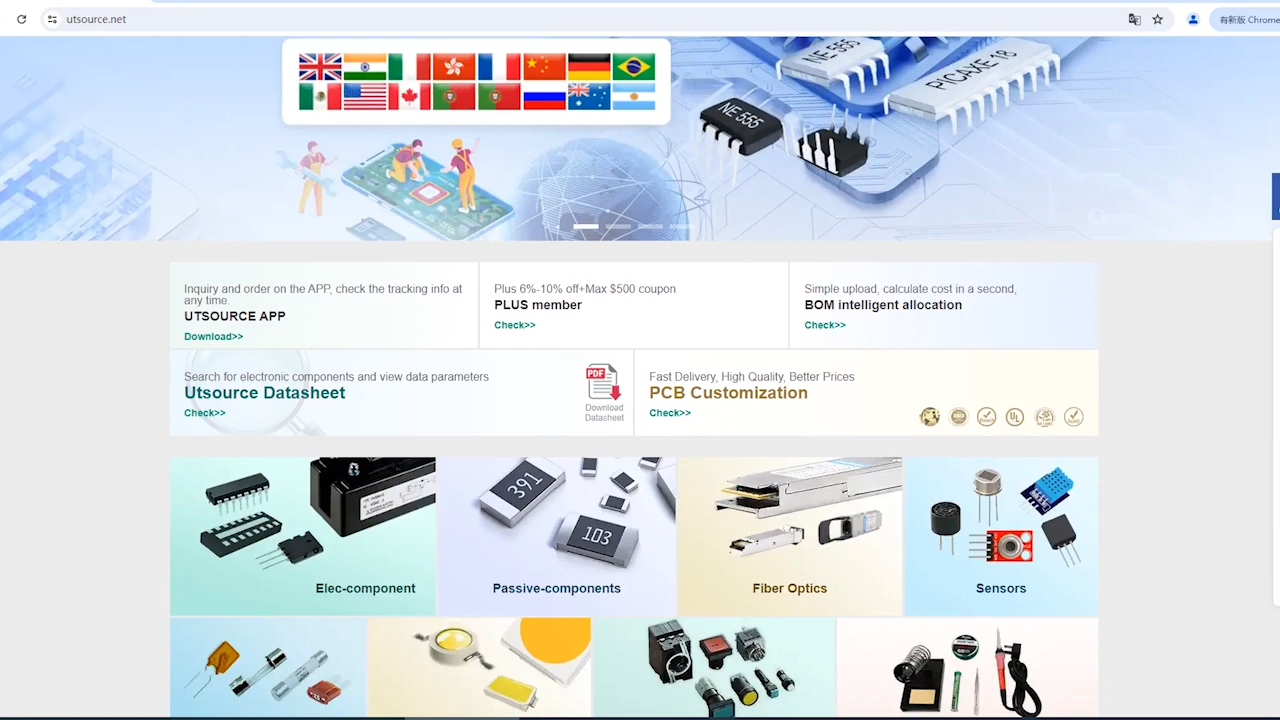 utsource.net
有新版 Chrome
NE 555
PICAXE-18
NE 555
Inquiry and order on the APP, check the tracking info at
any time.
UTSOURCE APP
Download>>
Plus 6%-10% off+Max $500 coupon
PLUS member
Check>>
Simple upload, calculate cost in a second,
BOM intelligent allocation
Check>>
Search for electronic components and view data parameters
Utsource Datasheet
Check>>
PDF
Download
Datasheet
Fast Delivery, High Quality, Better Prices
PCB Customization
Check>>
391
103
Elec-component
Passive-components
Fiber Optics
Sensors